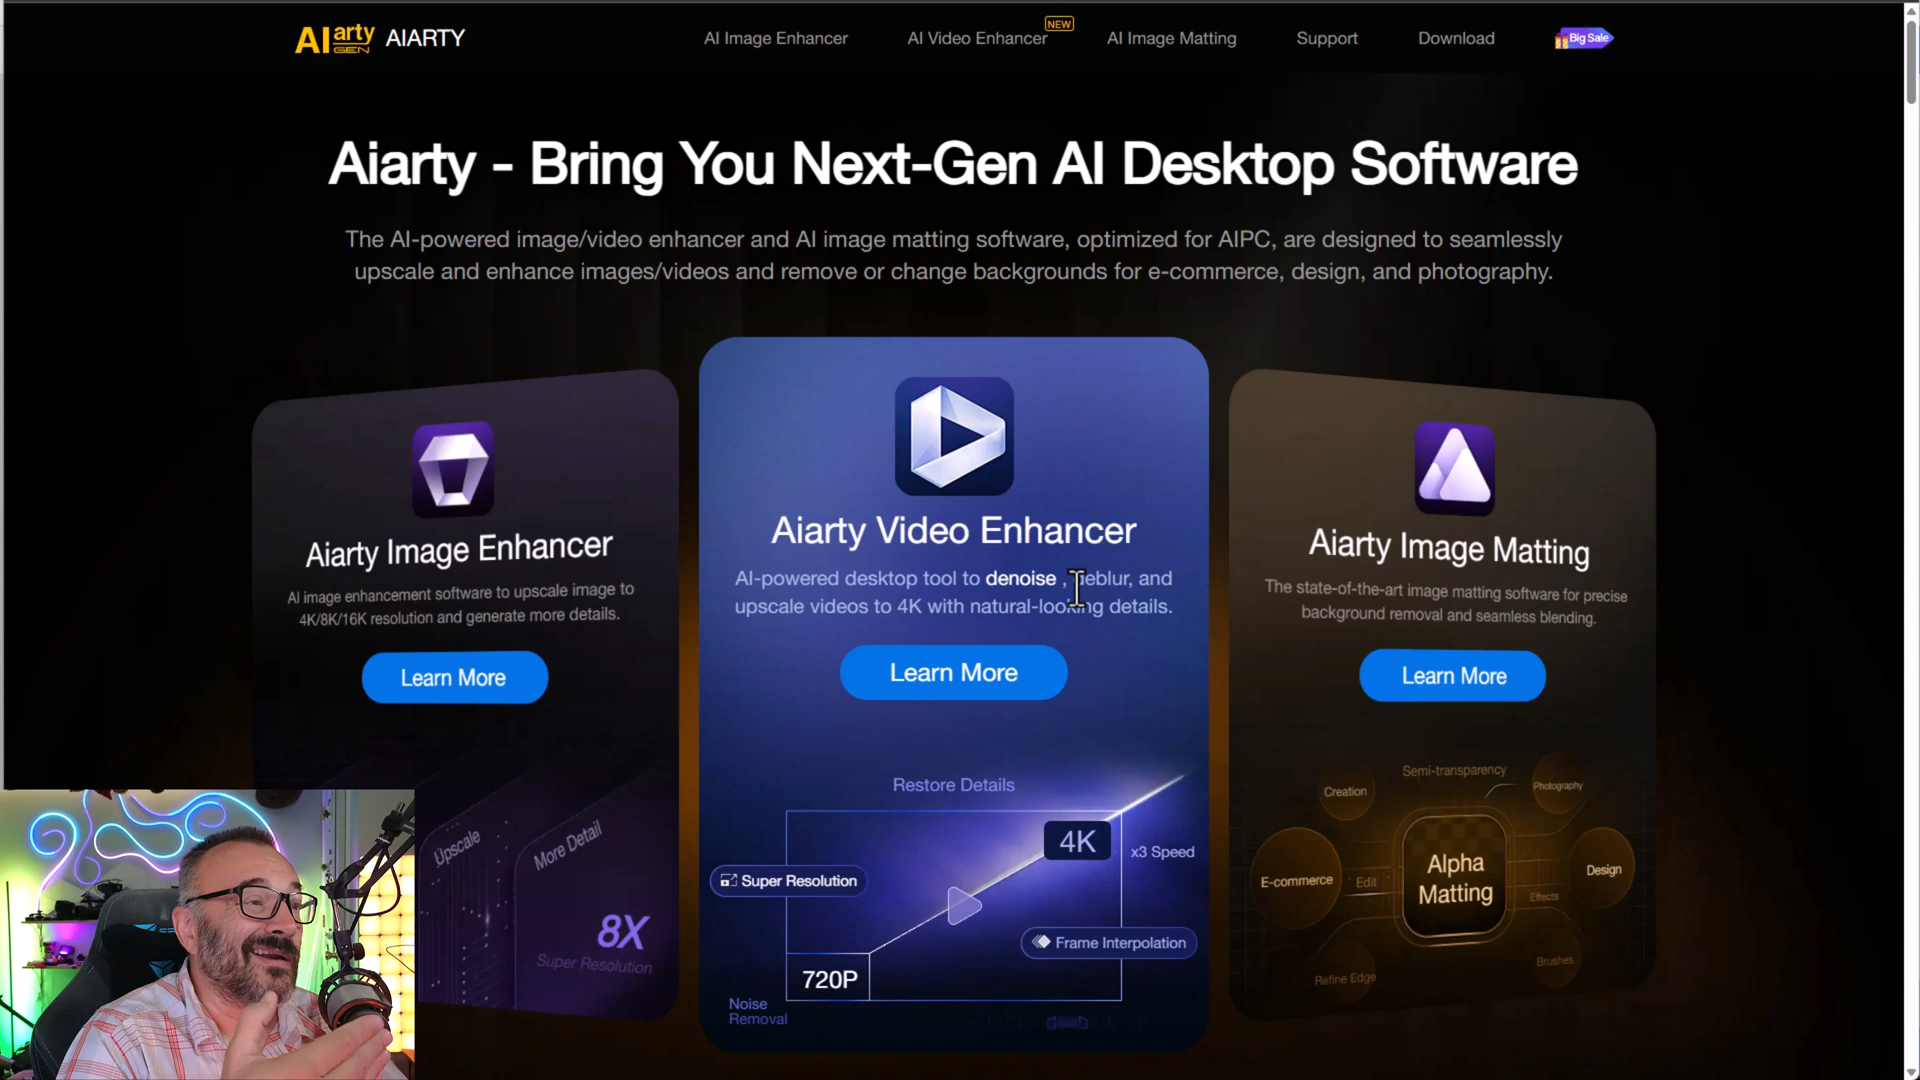 AI arty GEN AIARTY
AI Image Enhancer
AI Video Enhancer
NEW
AI Image Matting
Support
Download
Big Sale
Aiarty - Bring You Next-Gen AI Desktop Software
The AI-powered image/video enhancer and AI image matting software, optimized for AIPC, are designed to seamlessly
upscale and enhance images/videos and remove or change backgrounds for e-commerce, design, and photography.
Aiarty Image Enhancer
AI image enhancement software to upscale image to
4K/8K/16K resolution and generate more details.
Learn More
Upscale
More Detail
8X
Super Resolution
Aiarty Video Enhancer
AI-powered desktop tool to denoise , deblur, and
upscale videos to 4K with natural-looking details.
Learn More
Restore Details
4K
x3 Speed
Super Resolution
Frame Interpolation
720P
Noise
Removal
Aiarty Image Matting
The state-of-the-art image matting software for precise
background removal and seamless blending.
Learn More
Semi-transparency
Creation
Photography
Alpha
Matting
E-commerce
Edit
Design
Effects
Brushes
Refine Edge